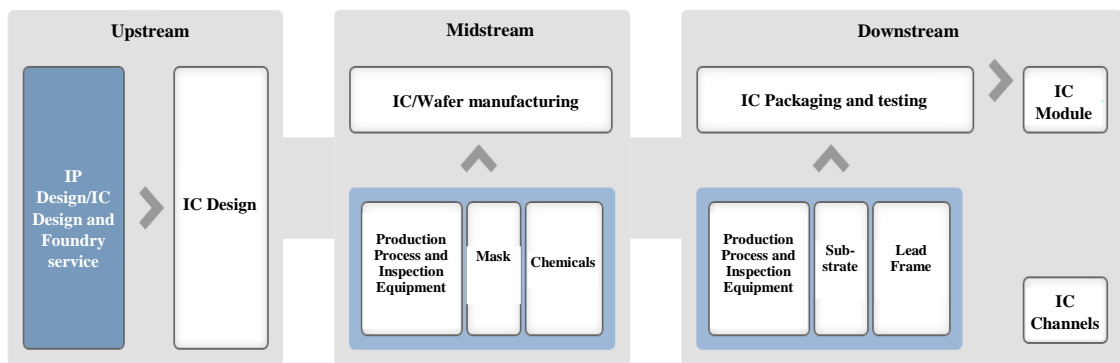 Upstream
IP
Design/IC
Design and
Foundry
service
IC Design
Midstream
IC/Wafer manufacturing
Production
Process and
Inspection
Equipment
Mask
Chemicals
Downstream
IC Packaging and testing
IC
Module
Production
Process and
Inspection
Equipment
Sub-
strate
Lead
Frame
IC
Channels